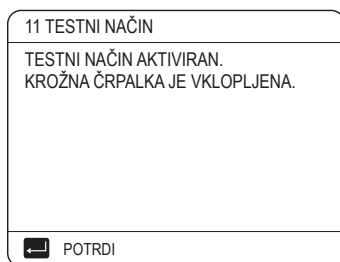 11 TESTNI NAČIN
TESTNI NAČIN AKTIVIRAN.
KROŽNA ČRPALKA JE VKLOPLJENA.
POTRDI